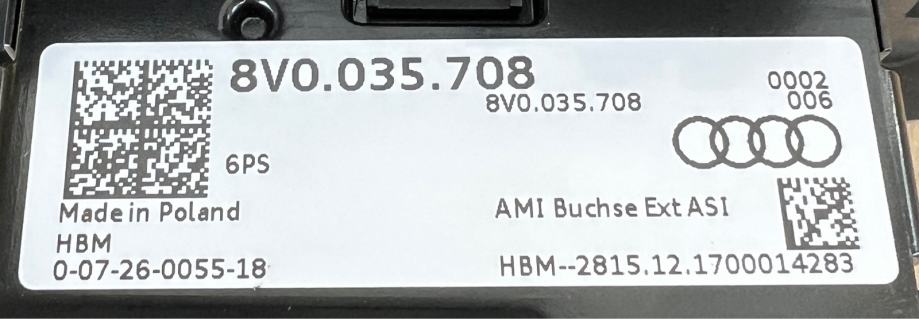 8V0.035.708
8V0.035.708
0002
006
6PS
Made in Poland
AMI Buchse Ext ASI
HBM
0-07-26-0055-18
HBM--2815.12.1700014283